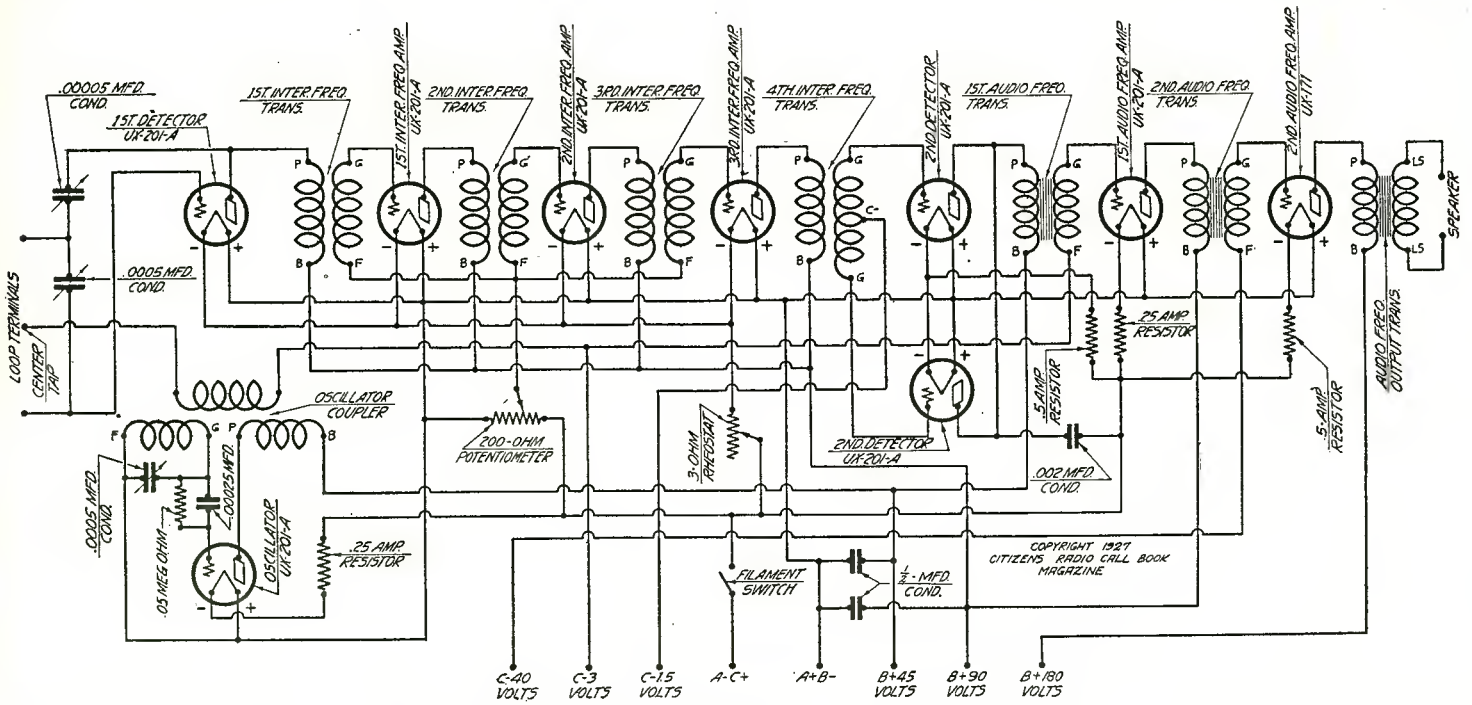 .00005 MFD.
COND.
1ST. DETECTOR
UX-201-A
1ST. INTER. FREQ.
TRANS.
1ST. INTER. FREQ. AMP.
UX-201-A
2ND. INTER. FREQ.
TRANS.
2ND. INTER. FREQ. AMP.
UX-201-A
3RD. INTER. FREQ.
TRANS.
3RD. INTER. FREQ. AMP.
UX-201-A
4TH. INTER. FREQ.
TRANS.
2ND. DETECTOR
UX-201-A
1ST. AUDIO FREQ.
TRANS.
1ST. AUDIO FREQ. AMP.
UX-201-A
2ND. AUDIO FREQ.
TRANS.
2ND. AUDIO FREQ. AMP.
UX-171
P G
P G
P G
P G
P G
P G
P LS
C-
- +
- +
- +
- +
- +
- +
- +
B F
B F
B F
B G
B F
B F
B LS
SPEAKER
.0005 MFD.
COND.
LOOP TERMINALS
CENTER
TAP
.25 AMP
RESISTOR
.5 AMP.
RESISTOR
.5-AMP.
RESISTOR
AUDIO FREQ.
OUTPUT TRANS.
OSCILLATOR
COUPLER
F G P B
200-OHM
POTENTIOMETER
3-OHM
RHEOSTAT
- +
2ND. DETECTOR
UX-201-A
.002 MFD.
COND.
.0005 MFD.
COND.
.05 MEG OHM
.00025 MFD.
OSCILLATOR
UX-201-A
- +
.25 AMP.
RESISTOR
FILAMENT
SWITCH
1/2-MFD.
COND.
COPYRIGHT 1927
CITIZENS RADIO CALL BOOK
MAGAZINE
C-40
VOLTS
C-3
VOLTS
C-1.5
VOLTS
A-C+
A+B-
B+45
VOLTS
B+90
VOLTS
B+180
VOLTS